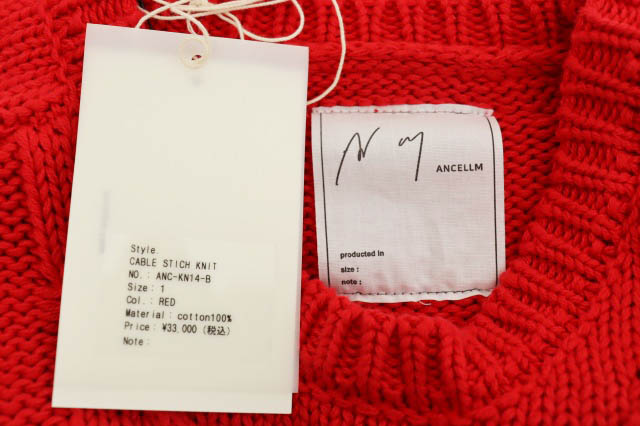 Style.
CABLE STICH KNIT
NO. : ANC-KN14-B
Size : 1
Col. : RED
Material : cotton100%
Price : ¥33,000 (税込)
Note :
ANCELLM
producted in
size :
note :